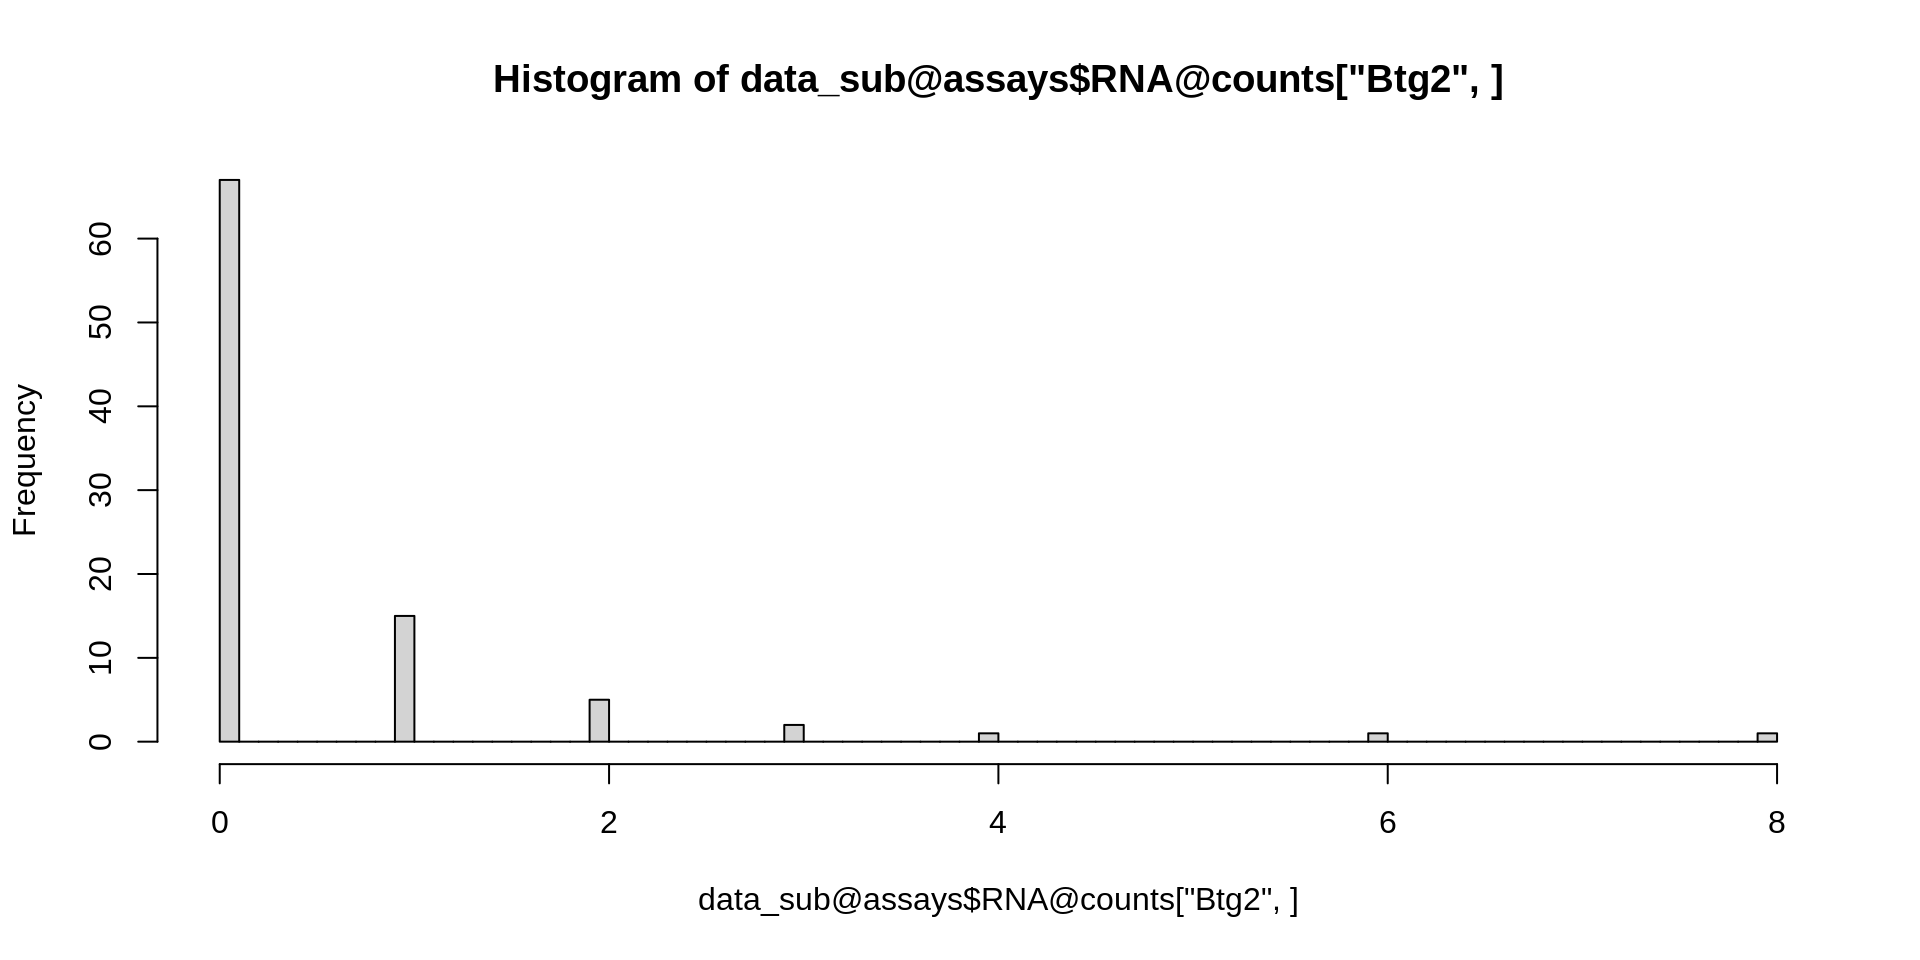 Histogram of data_sub@assays$RNA@counts["Btg2", ]
Frequency
60
50
40
30
20
10
0
0 2 4 6 8
data_sub@assays$RNA@counts["Btg2", ]